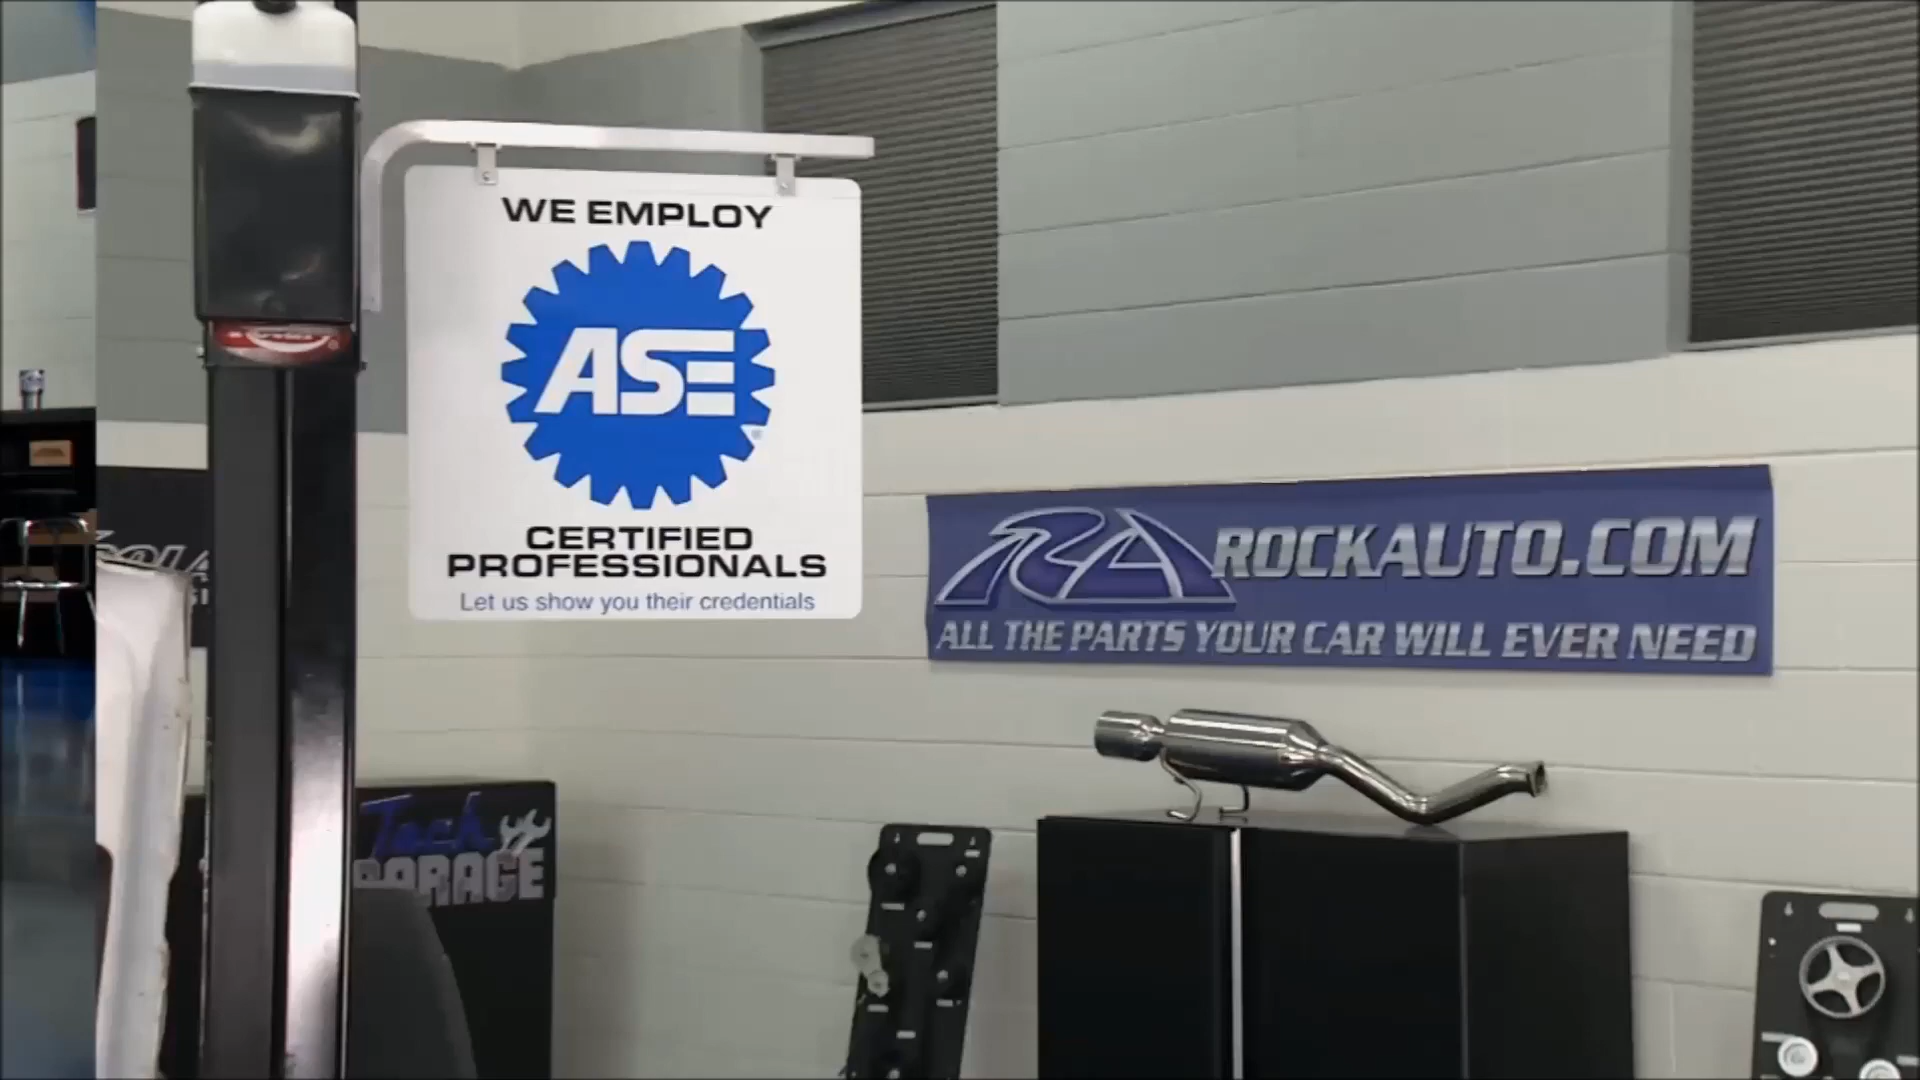 WE EMPLOY
ASE
CERTIFIED
PROFESSIONALS
Let us show you their credentials
RA ROCKAUTO.COM
ALL THE PARTS YOUR CAR WILL EVER NEED
Tech
GARAGE